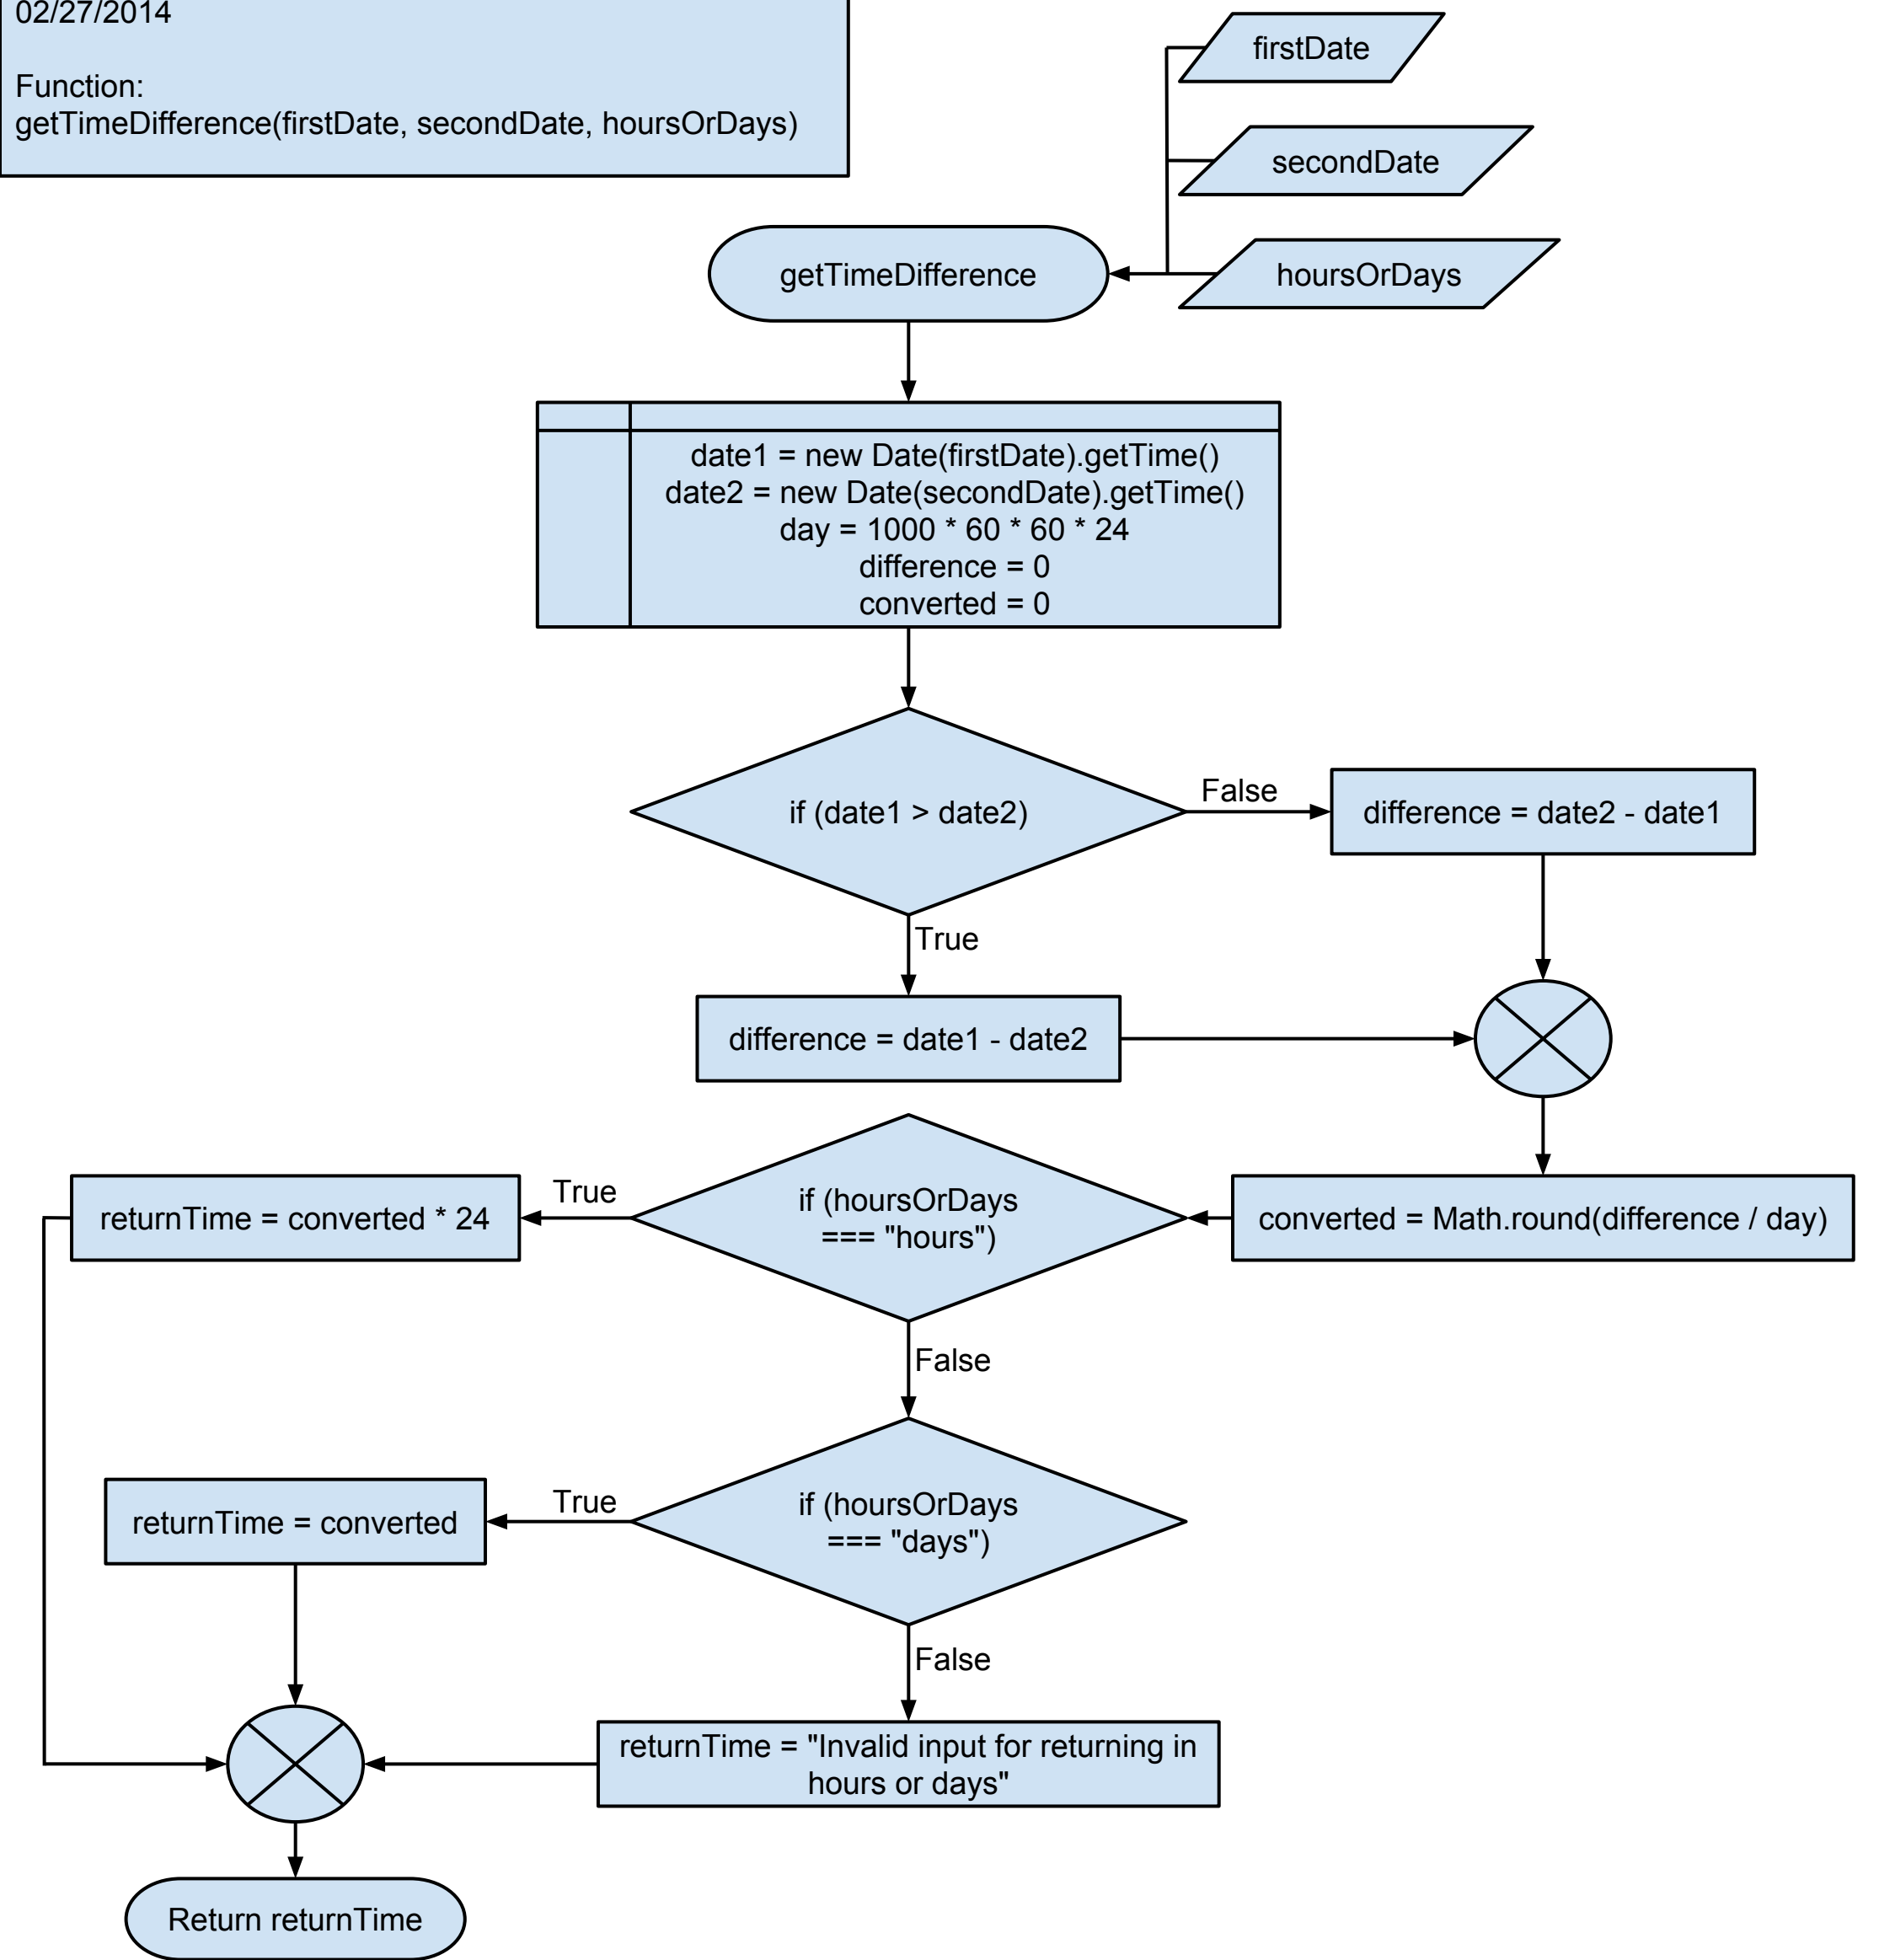 02/27/2014
Function:
getTimeDifference(firstDate, secondDate, hoursOrDays)
firstDate
secondDate
hoursOrDays
getTimeDifference
date1 = new Date(firstDate).getTime()
date2 = new Date(secondDate).getTime()
day = 1000 * 60 * 60 * 24
difference = 0
converted = 0
if (date1 > date2)
False
difference = date2 - date1
True
difference = date1 - date2
converted = Math.round(difference / day)
if (hoursOrDays
=== "hours")
True
returnTime = converted * 24
False
if (hoursOrDays
=== "days")
True
returnTime = converted
False
returnTime = "Invalid input for returning in
hours or days"
Return returnTime